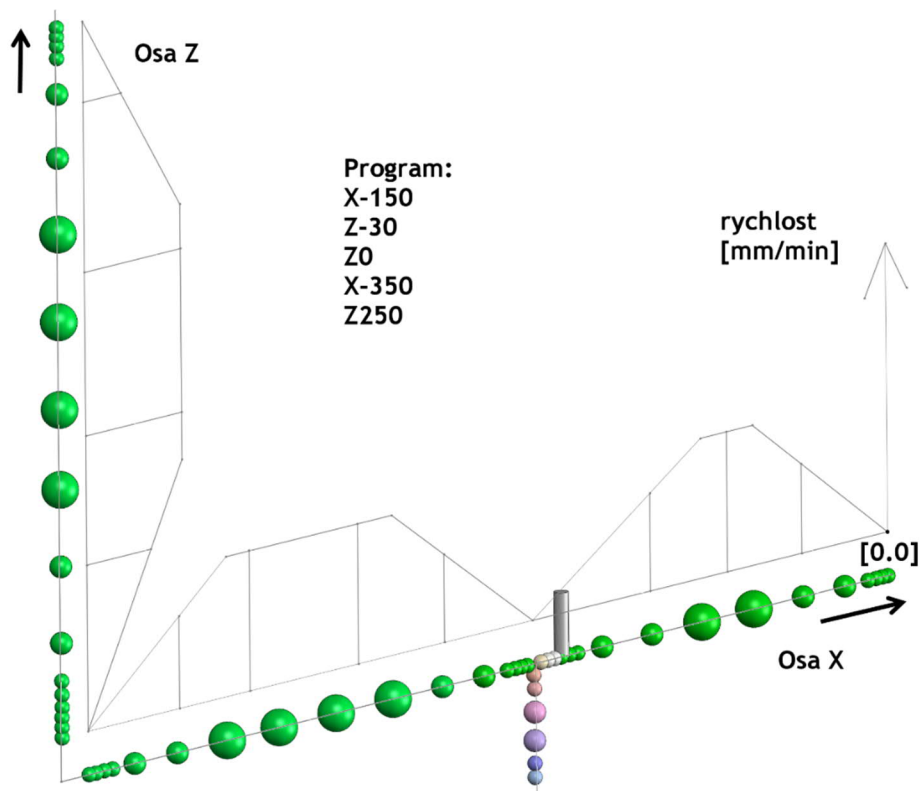 Osa Z
Program:
X-150
Z-30
Z0
X-350
Z250
rychlost
[mm/min]
[0.0]
Osa X